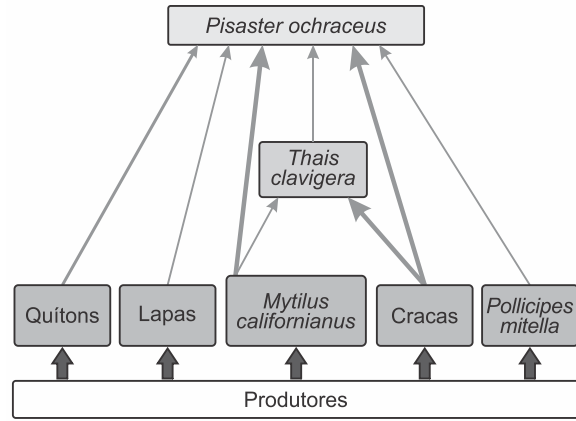 Pisaster ochraceus
Thais
clavigera
Quítons
Lapas
Mytilus
californianus
Cracas
Pollicipes
mitella
Produtores